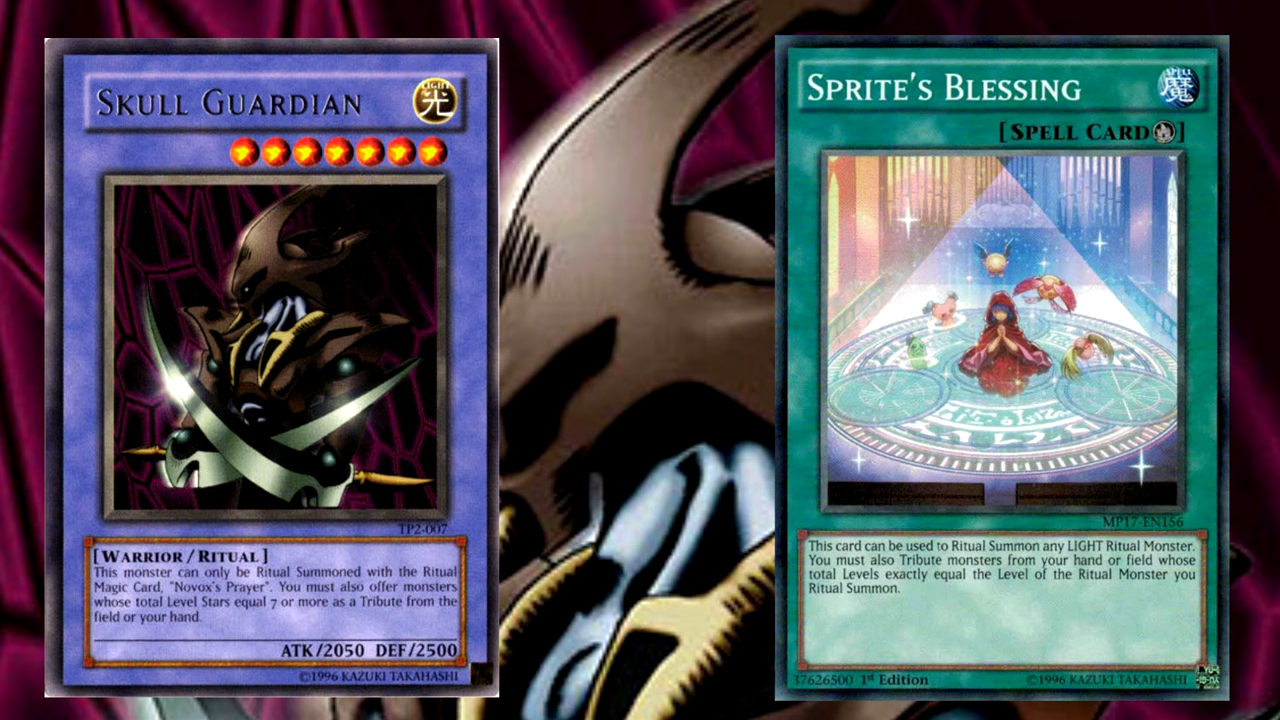 SKULL GUARDIAN
LIGHT
光
TP2-007
[WARRIOR / RITUAL]
This monster can only be Ritual Summoned with the Ritual
Magic Card, "Novox's Prayer". You must also offer monsters
whose total Level Stars equal 7 or more as a Tribute from the
field or your hand.
ATK/2050 DEF/2500
©1996 KAZUKI TAKAHASHI
SPRITE'S BLESSING
魔
[SPELL CARD]
MP17-EN156
This card can be used to Ritual Summon any LIGHT Ritual Monster.
You must also Tribute monsters from your hand or field whose
total Levels exactly equal the Level of the Ritual Monster you
Ritual Summon.
37626500 1st Edition
©1996 KAZUKI TAKAHASHI